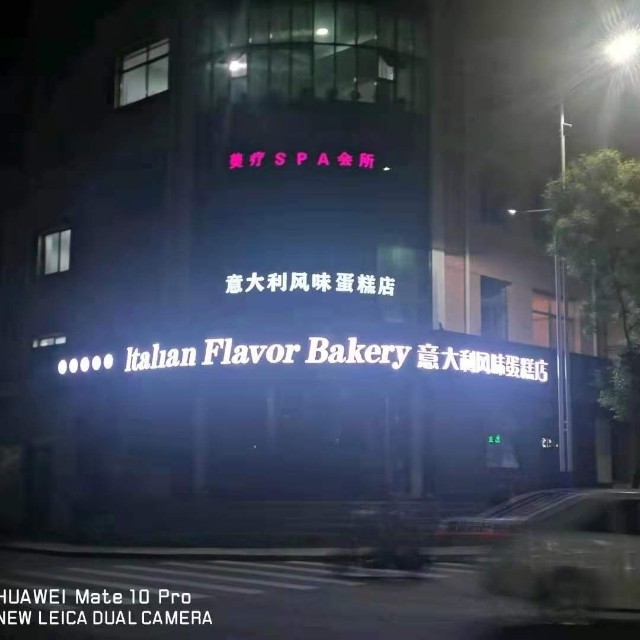 美疗SPA会所
意大利风味蛋糕店
Italian Flavor Bakery 意大利风味蛋糕店
HUAWEI Mate 10 Pro
NEW LEICA DUAL CAMERA